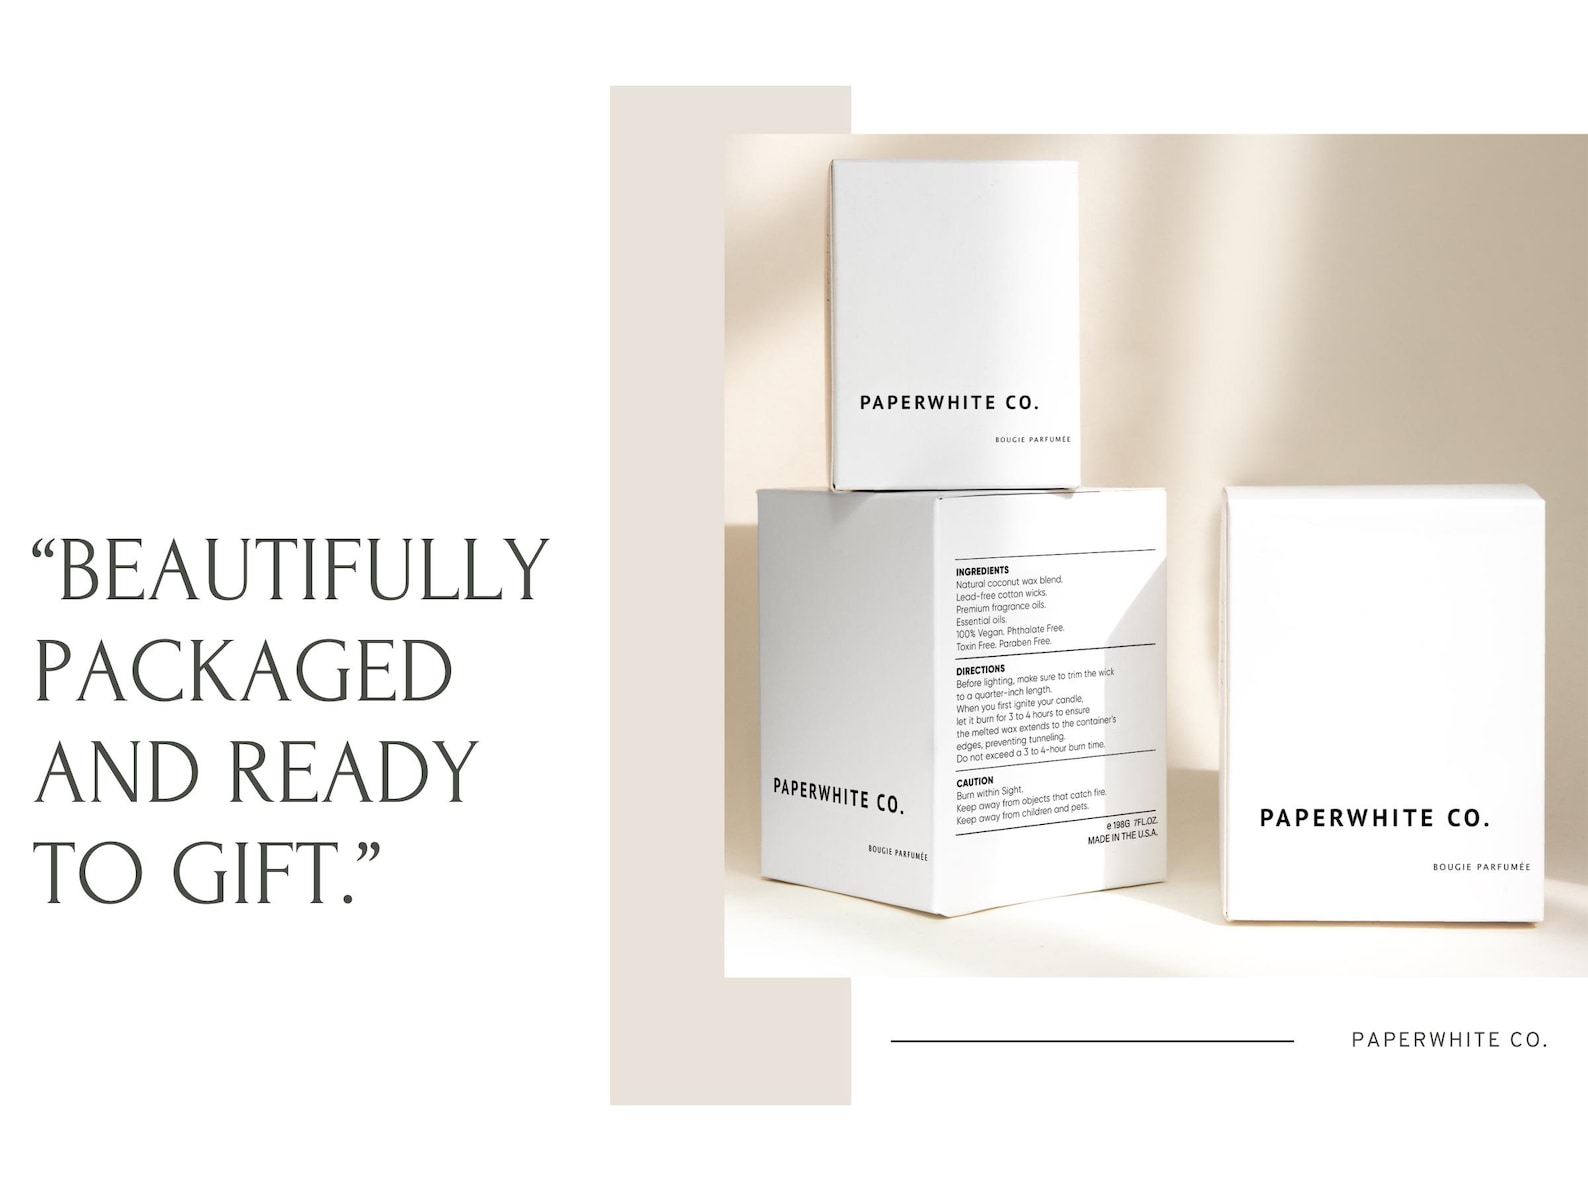 “BEAUTIFULLY
PACKAGED
AND READY
TO GIFT.”
PAPERWHITE CO.
BOUGIE PARFUMÉE
PAPERWHITE CO.
BOUGIE PARFUMÉE
INGREDIENTS
Natural coconut wax blend.
Lead-free cotton wicks.
Premium fragrance oils.
Essential oils.
100% Vegan. Phthalate Free.
Toxin Free. Paraben Free.
DIRECTIONS
Before lighting, make sure to trim the wick
to a quarter-inch length.
When you first ignite your candle,
let it burn for 3 to 4 hours to ensure
the melted wax extends to the container's
edges, preventing tunneling.
Do not exceed a 3 to 4-hour burn time.
CAUTION
Burn within Sight.
Keep away from objects that catch fire.
Keep away from children and pets.
e 198G 7FL.OZ.
MADE IN THE U.S.A.
PAPERWHITE CO.
BOUGIE PARFUMÉE
PAPERWHITE CO.